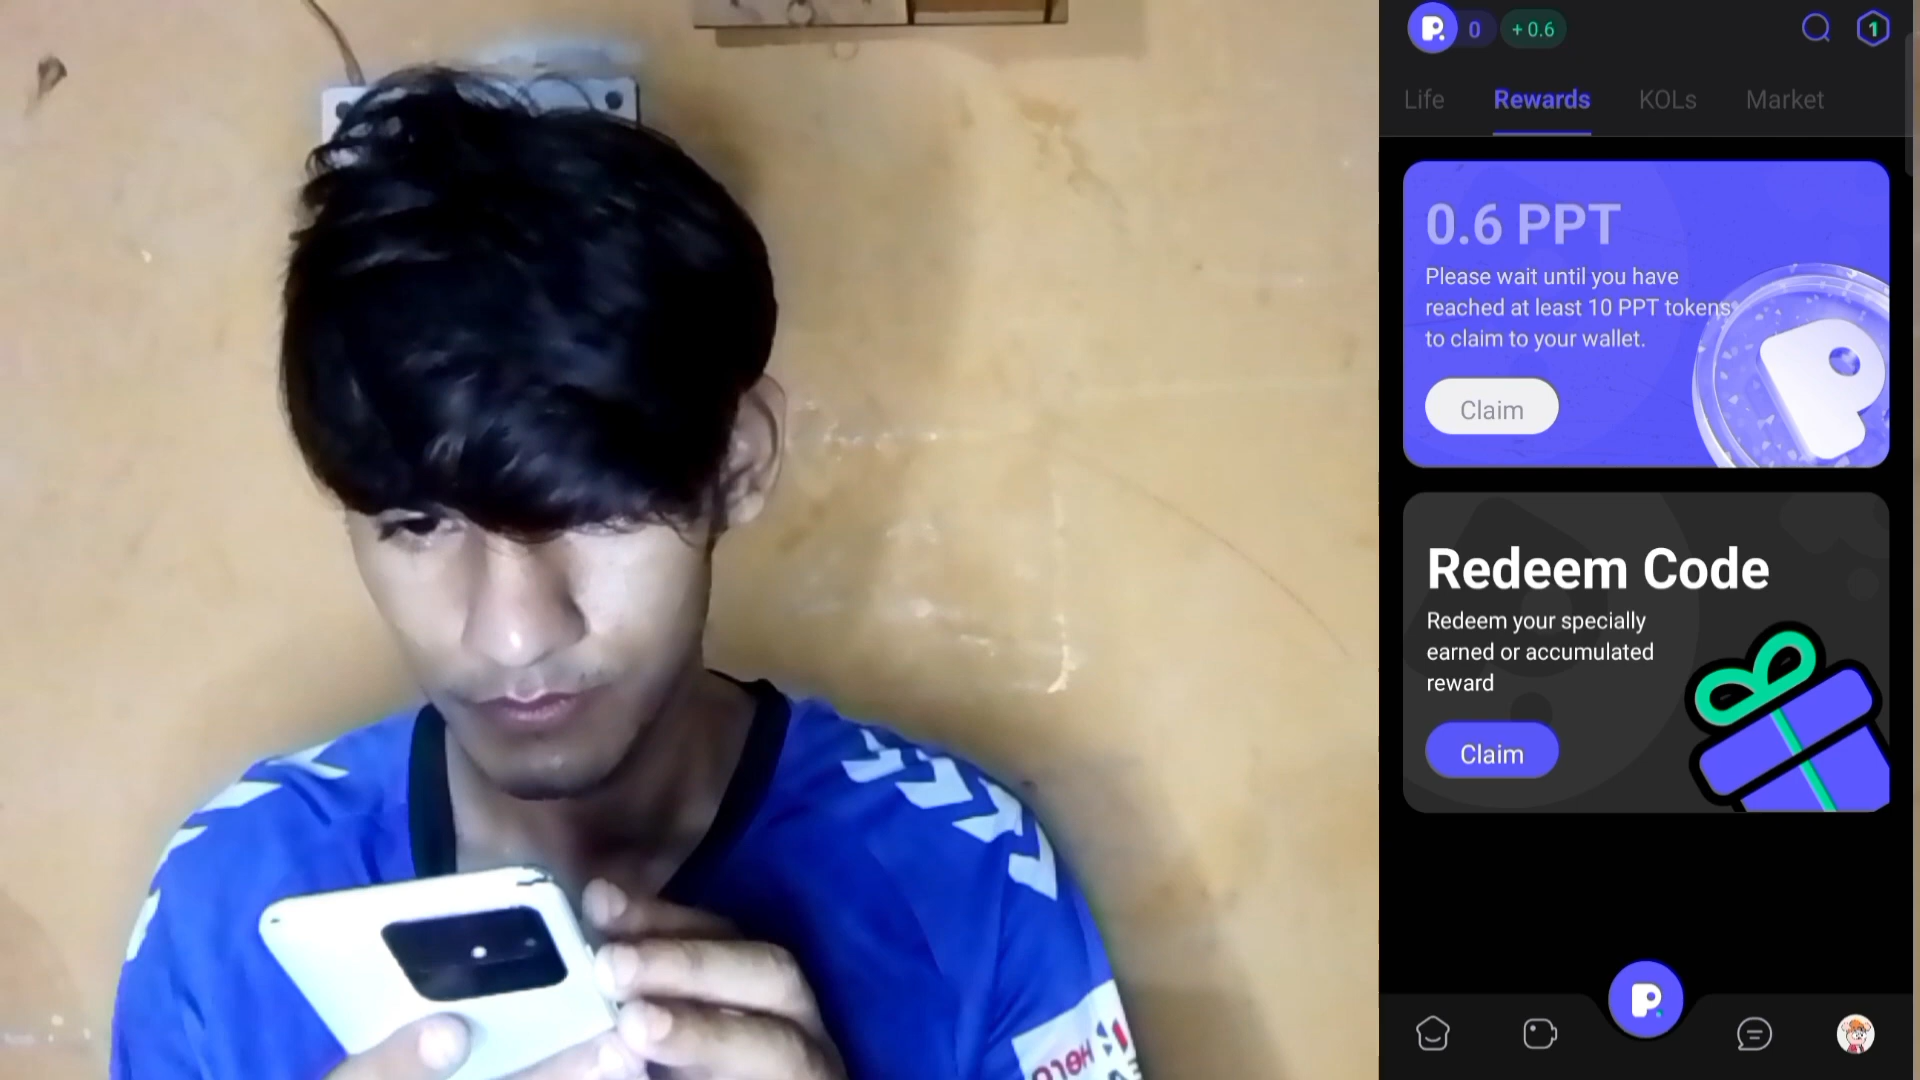 0
+ 0.6
1
Life
Rewards
KOLs
Market
0.6 PPT
Please wait until you have
reached at least 10 PPT tokens
to claim to your wallet.
Claim
Redeem Code
Redeem your specially
earned or accumulated
reward
Claim
Hero